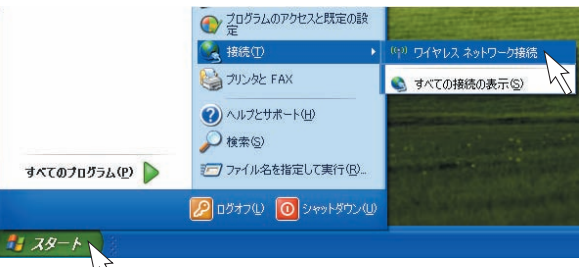 プログラムのアクセスと既定の設
定
接続(T)
ワイヤレス ネットワーク接続
プリンタと FAX
すべての接続の表示(S)
ヘルプとサポート(H)
検索(S)
すべてのプログラム(P)
ファイル名を指定して実行(R)...
ログオフ(L)
シャットダウン(U)
スタート